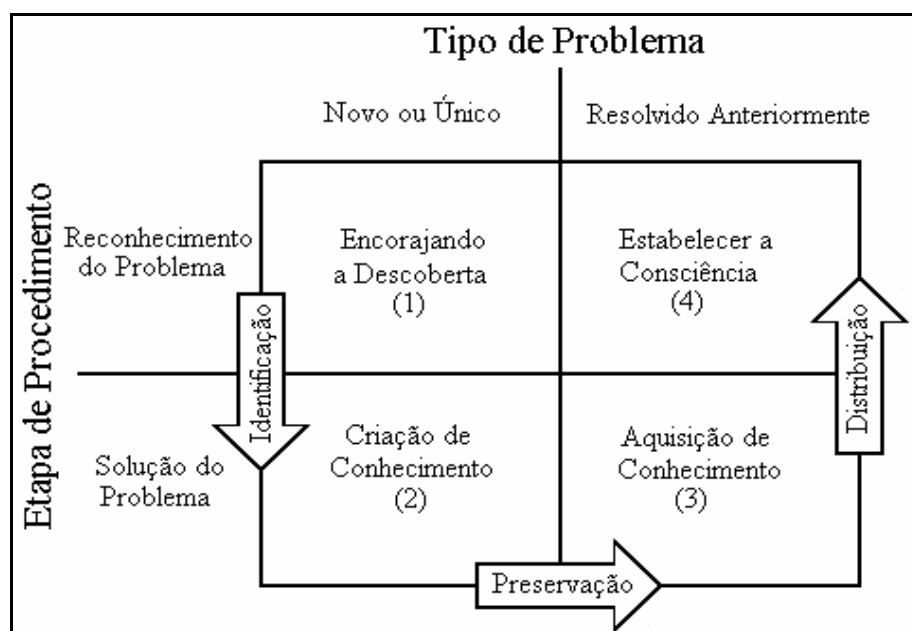 Tipo de Problema
Novo ou Único
Resolvido Anteriormente
Etapa de Procedimento
Reconhecimento
do Problema
Encorajando
a Descoberta
(1)
Estabelecer a
Consciência
(4)
Identificação
Distribuição
Solução do
Problema
Criação de
Conhecimento
(2)
Aquisição de
Conhecimento
(3)
Preservação